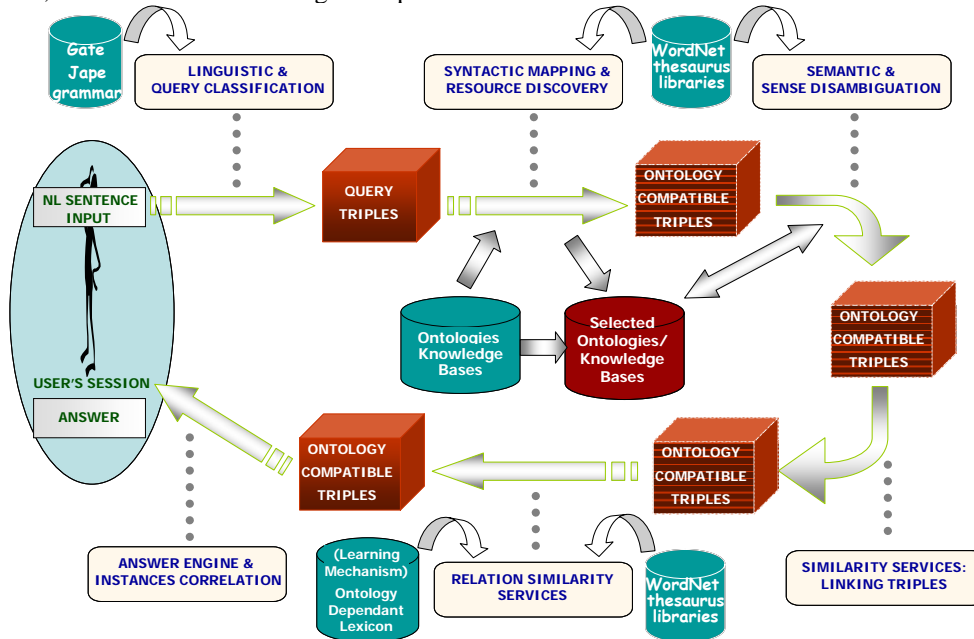 Gate
Jape
grammar
LINGUISTIC &
QUERY CLASSIFICATION
SYNTACTIC MAPPING &
RESOURCE DISCOVERY
WordNet
thesaurus
libraries
SEMANTIC &
SENSE DISAMBIGUATION
NL SENTENCE
INPUT
QUERY
TRIPLES
ONTOLOGY
COMPATIBLE
TRIPLES
Ontologies
Knowledge
Bases
Selected
Ontologies/
Knowledge
Bases
ONTOLOGY
COMPATIBLE
TRIPLES
USER'S SESSION
ANSWER
ONTOLOGY
COMPATIBLE
TRIPLES
ONTOLOGY
COMPATIBLE
TRIPLES
ANSWER ENGINE &
INSTANCES CORRELATION
(Learning
Mechanism)
Ontology
Dependant
Lexicon
RELATION SIMILARITY
SERVICES
WordNet
thesaurus
libraries
SIMILARITY SERVICES:
LINKING TRIPLES